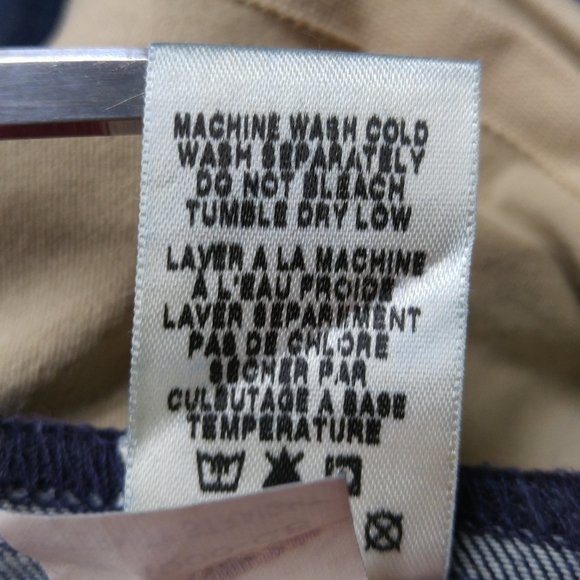 MACHINE WASH COLD
WASH SEPARATELY
DO NOT BLEACH
TUMBLE DRY LOW
LAVER A LA MACHINE
A L'EAU FROIDE
LAVER SEPAREMENT
PAS DE CHLORE
SECHER PAR
CULBUTAGE A BASE
TEMPERATURE